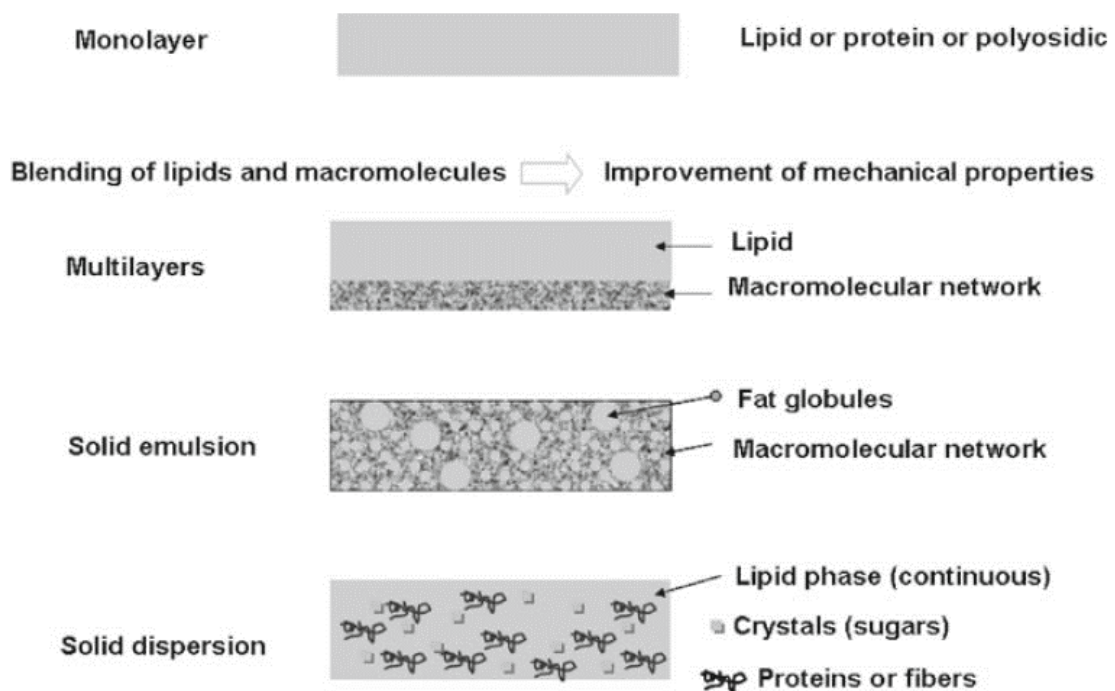 Monolayer
Lipid or protein or polyosidic
Blending of lipids and macromolecules
Improvement of mechanical properties
Multilayers
Lipid
Macromolecular network
Solid emulsion
Fat globules
Macromolecular network
Solid dispersion
Lipid phase (continuous)
Crystals (sugars)
Proteins or fibers